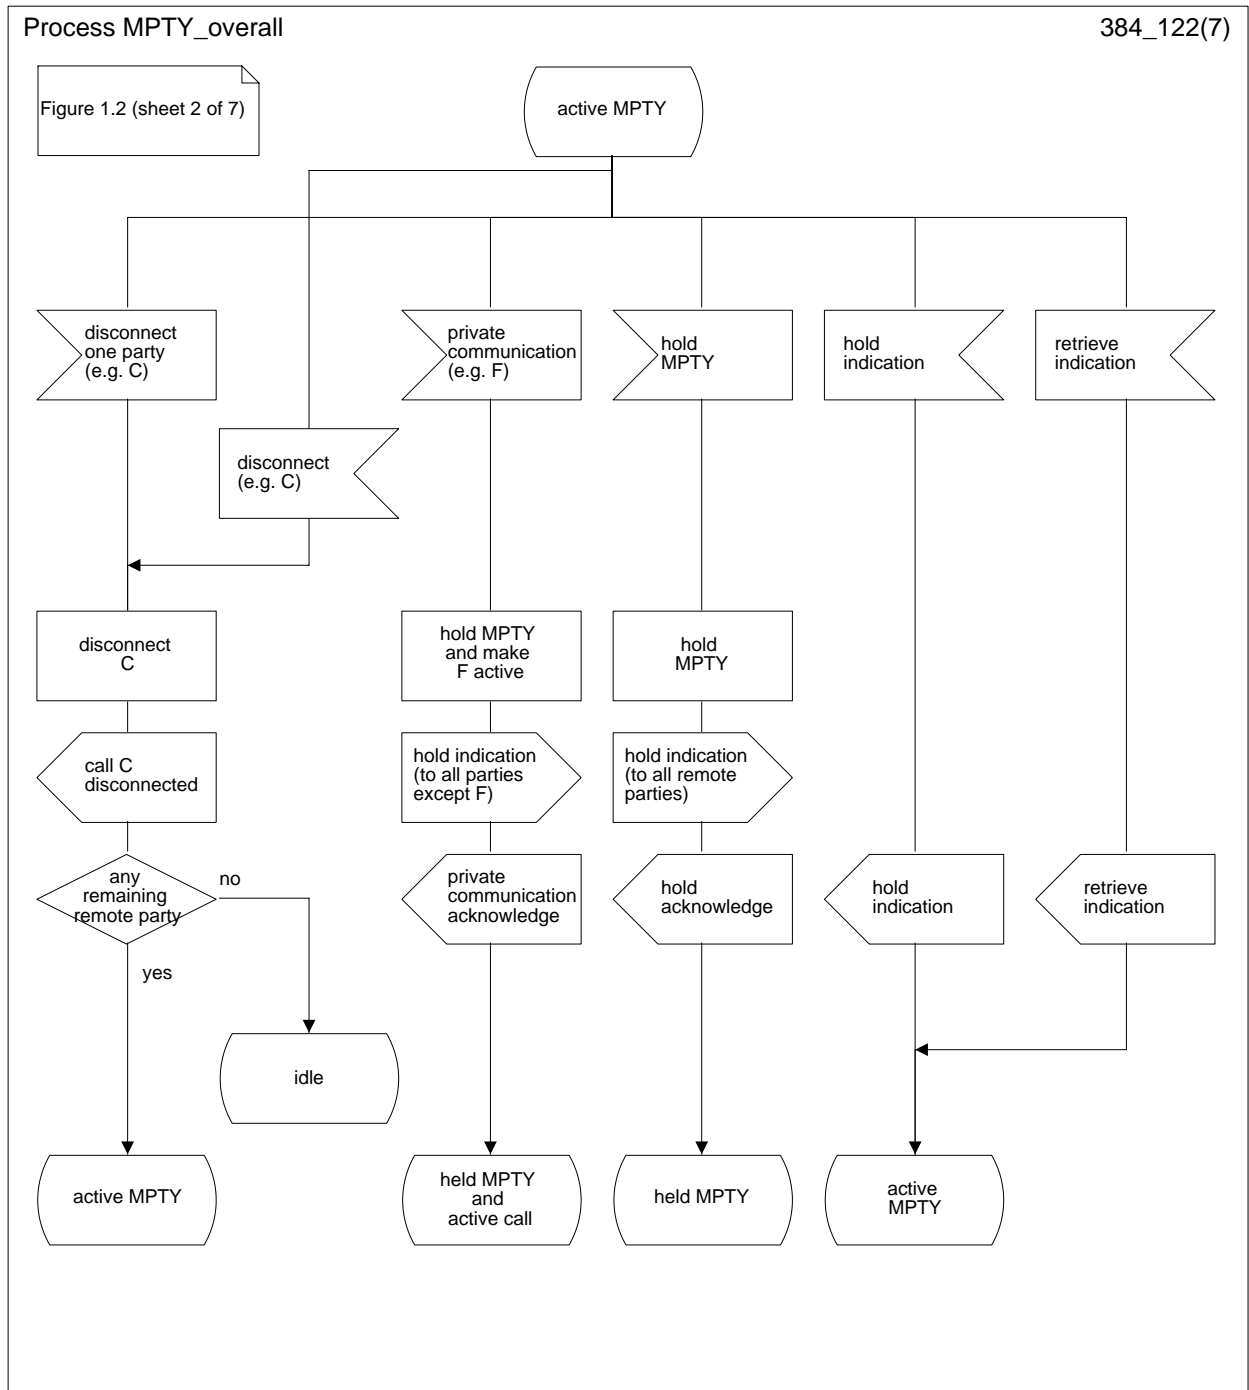 Process MPTY_overall
384_122(7)
Figure 1.2 (sheet 2 of 7)
active MPTY
disconnect
one party
(e.g. C)
private
communication
(e.g. F)
hold
MPTY
hold
indication
retrieve
indication
disconnect
(e.g. C)
disconnect
C
hold MPTY
and make
F active
hold
MPTY
call C
disconnected
hold indication
(to all parties
except F)
hold indication
(to all remote
parties)
any
remaining
remote party
no
yes
private
communication
acknowledge
hold
acknowledge
hold
indication
retrieve
indication
idle
active MPTY
held MPTY
and
active call
held MPTY
active
MPTY